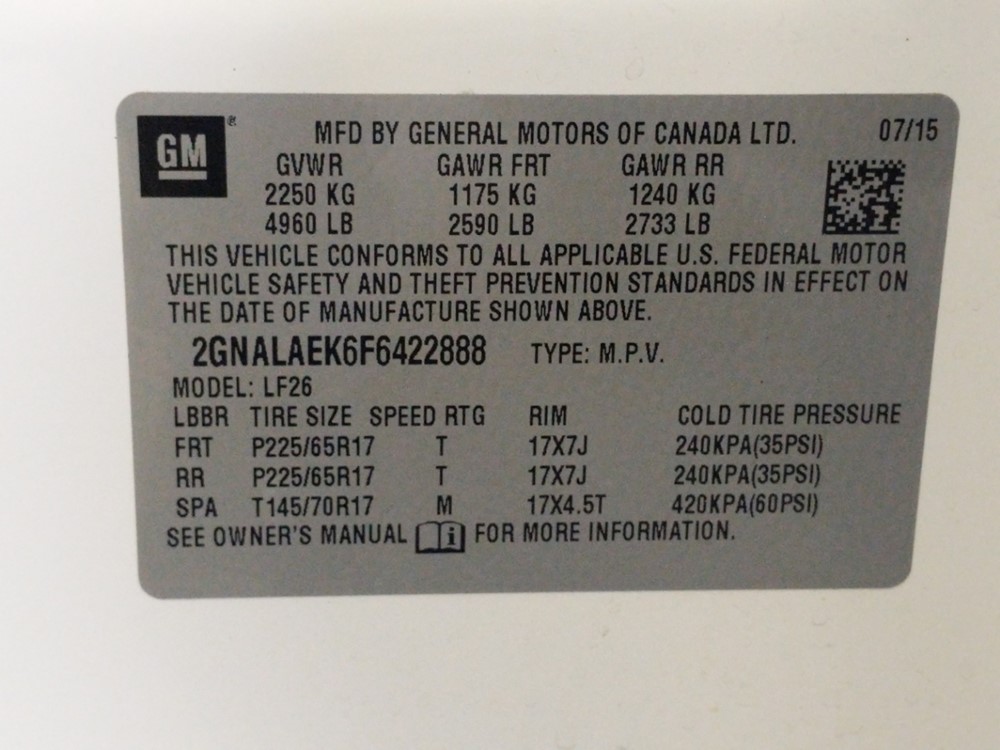 GM ® MFD BY GENERAL MOTORS OF CANADA LTD. 07/15
GVWR GAWR FRT GAWR RR
2250 KG 1175 KG 1240 KG
4960 LB 2590 LB 2733 LB
THIS VEHICLE CONFORMS TO ALL APPLICABLE U.S. FEDERAL MOTOR
VEHICLE SAFETY AND THEFT PREVENTION STANDARDS IN EFFECT ON
THE DATE OF MANUFACTURE SHOWN ABOVE.
2GNALAEK6F6422888 TYPE: M.P.V.
MODEL: LF26
LBBR TIRE SIZE SPEED RTG RIM COLD TIRE PRESSURE
FRT P225/65R17 T 17X7J 240KPA(35PSI)
RR P225/65R17 T 17X7J 240KPA(35PSI)
SPA T145/70R17 M 17X4.5T 420KPA(60PSI)
SEE OWNER'S MANUAL i FOR MORE INFORMATION.